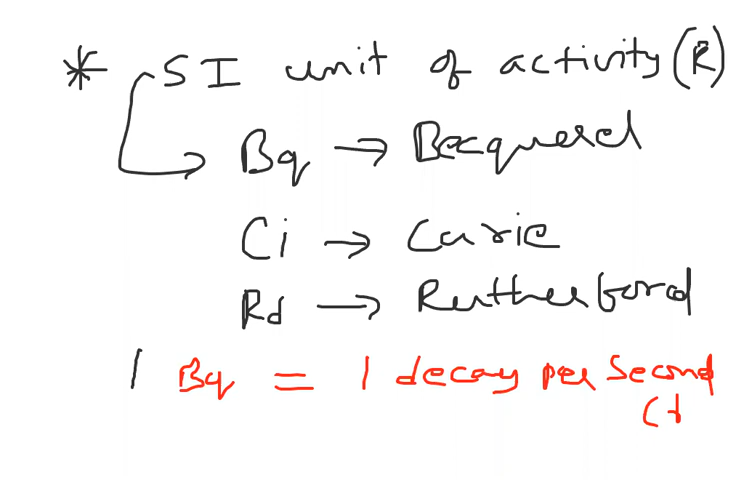 * SI unit of activity (R)
Bq → Becquerel
Ci → Curie
Rd → Rutherford
1 Bq = 1 decay per second
(d